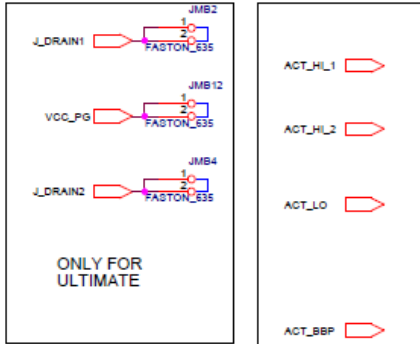 JMB2
1
J_DRAIN1
2
FASTON_635
JMB12
1
VCC_PG
2
FASTON_635
JMB4
1
J_DRAIN2
2
FASTON_635
ONLY FOR
ULTIMATE
ACT_HI_1
ACT_HI_2
ACT_LO
ACT_BBP